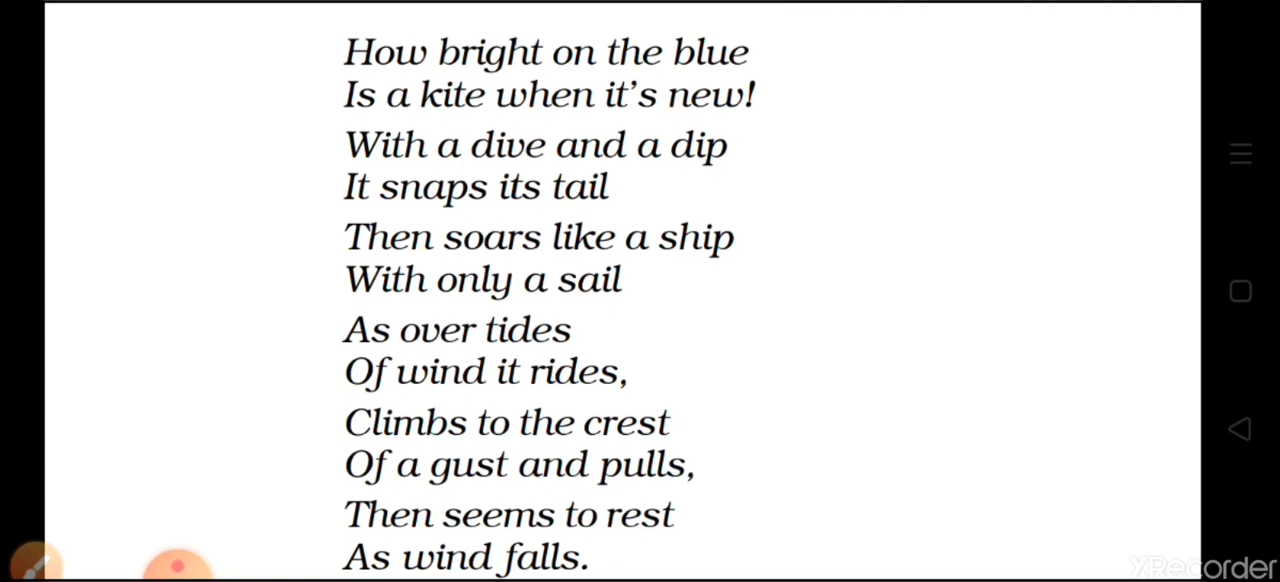 How bright on the blue
Is a kite when it's new!
With a dive and a dip
It snaps its tail
Then soars like a ship
With only a sail
As over tides
Of wind it rides,
Climbs to the crest
Of a gust and pulls,
Then seems to rest
As wind falls.
XRecorder